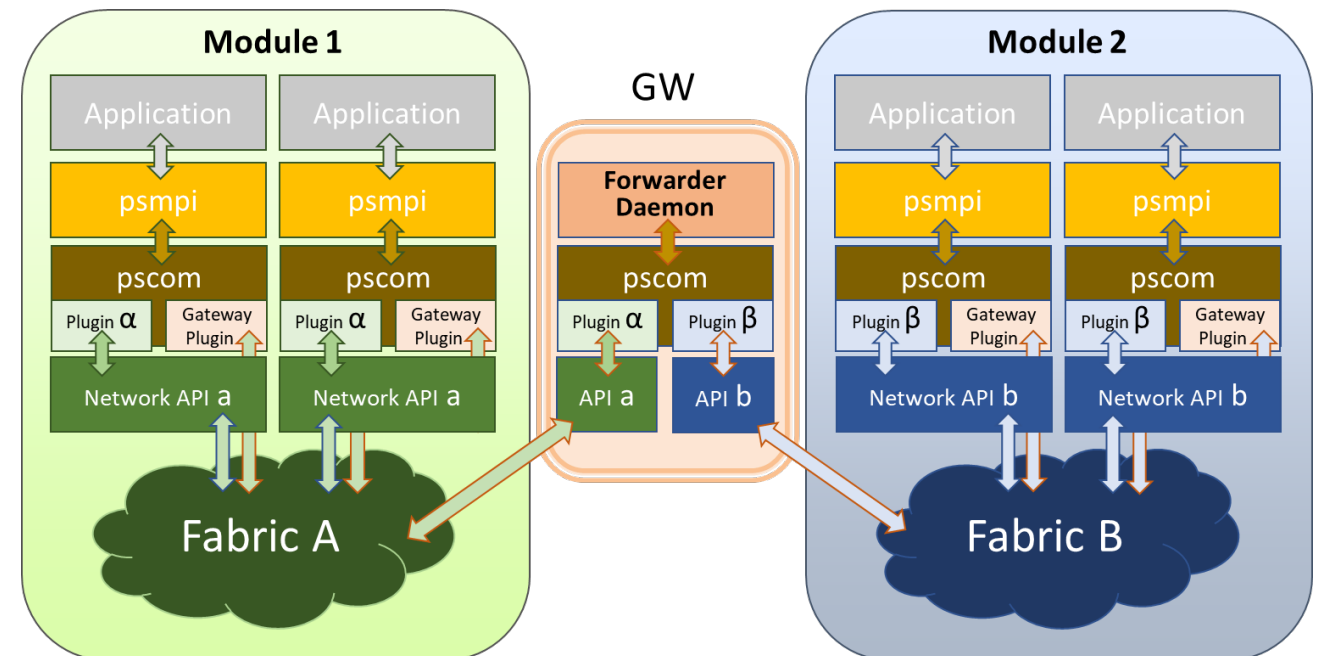 Module 1
Application
Application
psmpi
psmpi
pscom
pscom
Plugin α
Gateway
Plugin
Plugin α
Gateway
Plugin
Network API a
Network API a
Fabric A
GW
Forwarder
Daemon
pscom
Plugin α
Plugin β
API a
API b
Module 2
Application
Application
psmpi
psmpi
pscom
pscom
Plugin β
Gateway
Plugin
Plugin β
Gateway
Plugin
Network API b
Network API b
Fabric B